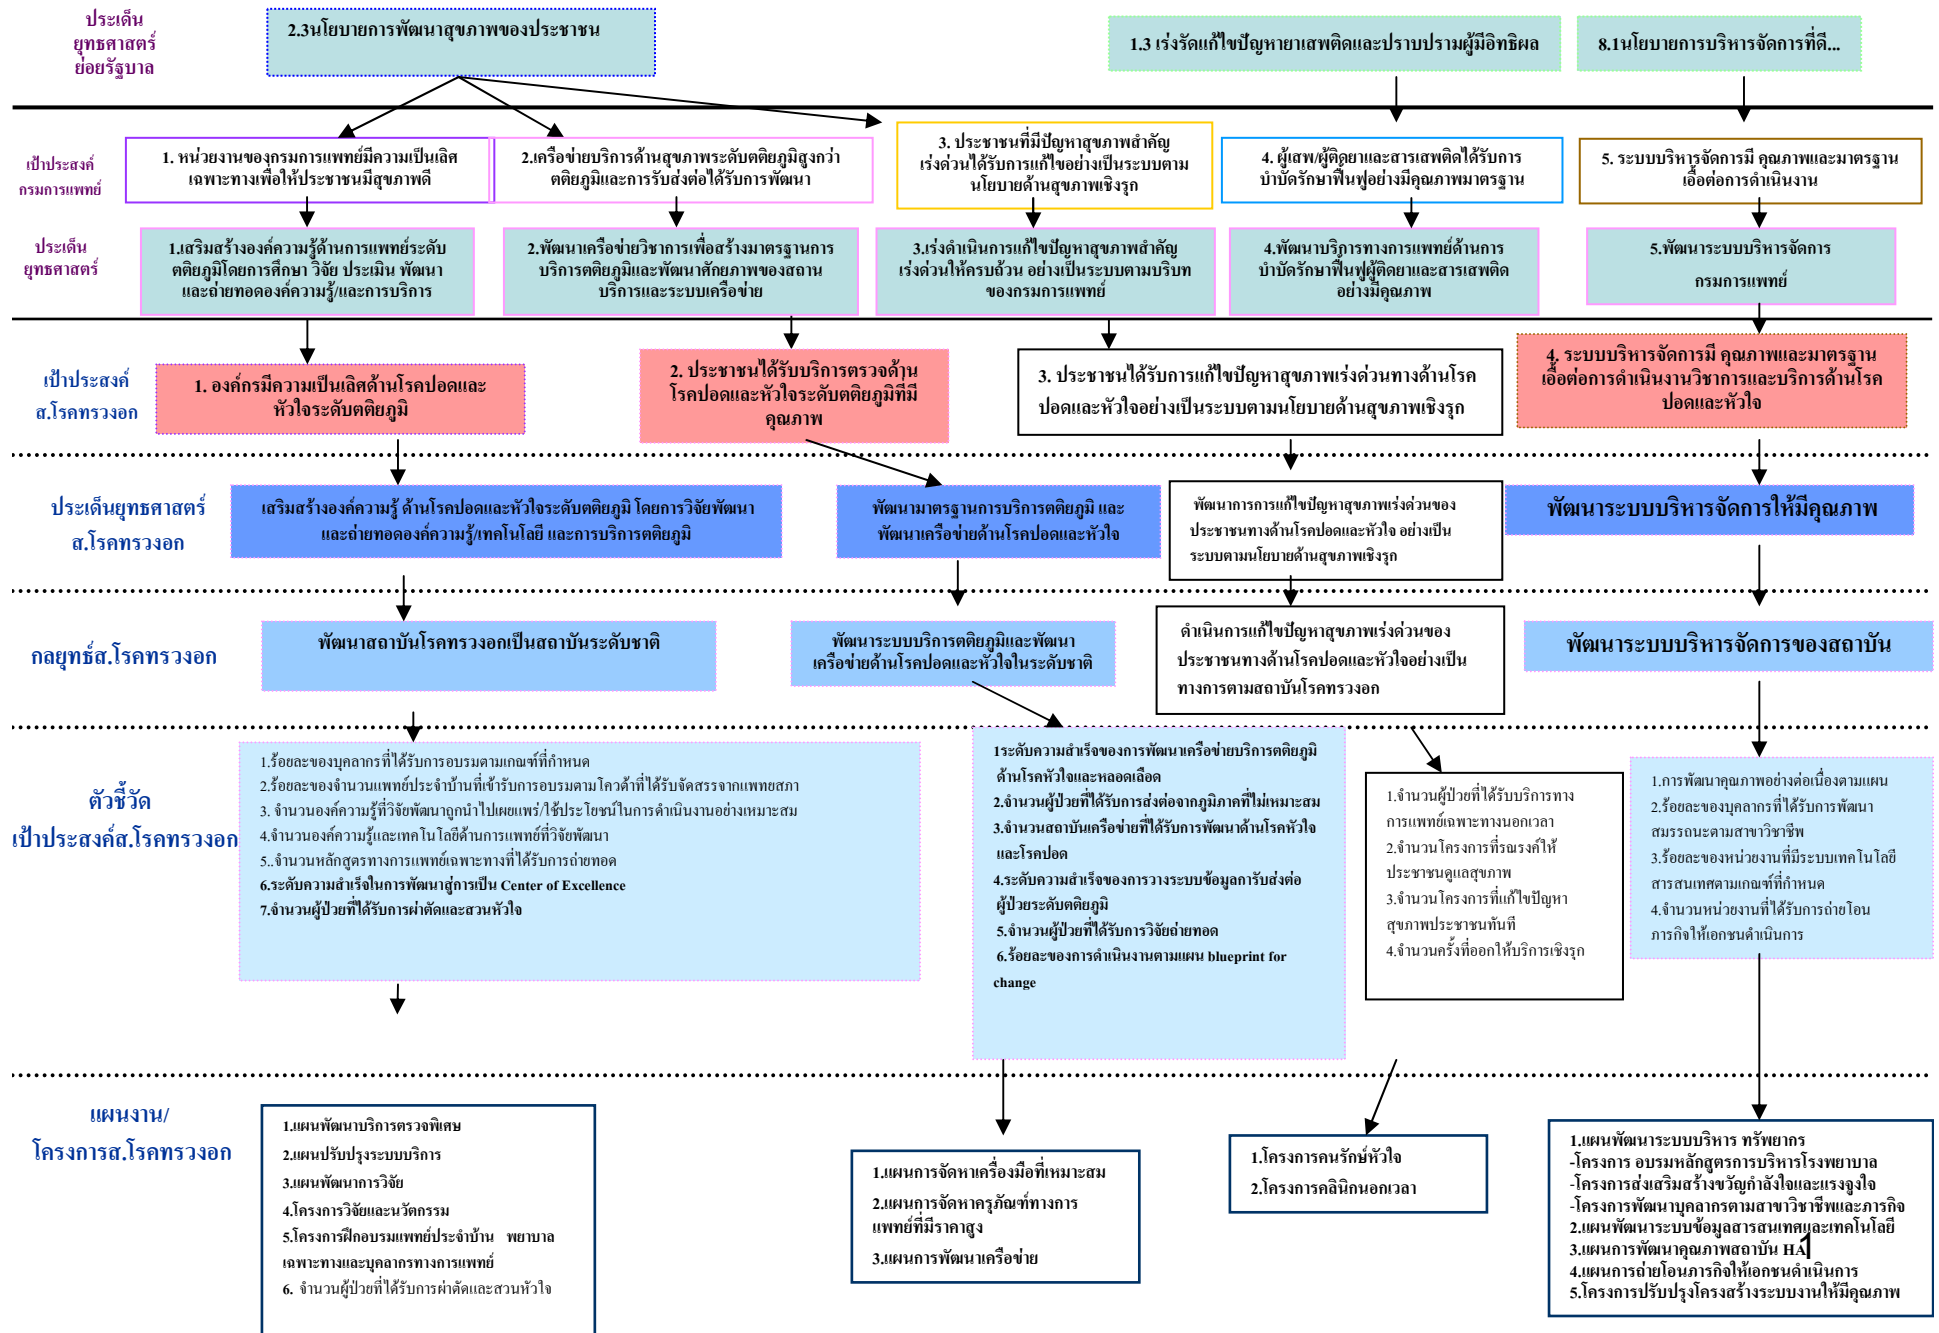 ประเด็น
ยุทธศาสตร์
ย่อยรัฐบาล
2.3นโยบายการพัฒนาสุขภาพของประชาชน
1.3 เร่งรัดแก้ไขปัญหายาเสพติดและปราบปรามผู้มีอิทธิผล
8.1นโยบายการบริหารจัดการที่ดี...
เป้าประสงค์
กรมการแพทย์
1. หน่วยงานของกรมการแพทย์มีความเป็นเลิศ
เฉพาะทางเพื่อให้ประชาชนมีสุขภาพดี
2.เครือข่ายบริการด้านสุขภาพระดับตติยภูมิสูงกว่า
ตติยภูมิและการรับส่งต่อได้รับการพัฒนา
3. ประชาชนที่มีปัญหาสุขภาพสำคัญ
เร่งด่วนได้รับการแก้ไขอย่างเป็นระบบตาม
นโยบายด้านสุขภาพเชิงรุก
4. ผู้เสพ/ผู้ติดยาและสารเสพติดได้รับการ
บำบัดรักษาฟื้นฟูอย่างมีคุณภาพมาตรฐาน
5. ระบบบริหารจัดการมี คุณภาพและมาตรฐาน
เอื้อต่อการดำเนินงาน
ประเด็น
ยุทธศาสตร์
1.เสริมสร้างองค์ความรู้ด้านการแพทย์ระดับ
ตติยภูมิโดยการศึกษา วิจัย ประเมิน พัฒนา
และถ่ายทอดองค์ความรู้/และการบริการ
2.พัฒนาเครือข่ายวิชาการเพื่อสร้างมาตรฐานการ
บริการตติยภูมิและพัฒนาศักยภาพของสถาน
บริการและระบบเครือข่าย
3.เร่งดำเนินการแก้ไขปัญหาสุขภาพสำคัญ
เร่งด่วนให้ครบถ้วน อย่างเป็นระบบตามบริบท
ของกรมการแพทย์
4.พัฒนาบริการทางการแพทย์ด้านการ
บำบัดรักษาฟื้นฟูผู้ติดยาและสารเสพติด
อย่างมีคุณภาพ
5.พัฒนาระบบบริหารจัดการ
กรมการแพทย์
เป้าประสงค์
ส.โรคทรวงอก
1. องค์กรมีความเป็นเลิศด้านโรคปอดและ
หัวใจระดับตติยภูมิ
2. ประชาชนได้รับบริการตรวจด้าน
โรคปอดและหัวใจระดับตติยภูมิที่มี
คุณภาพ
3. ประชาชนได้รับการแก้ไขปัญหาสุขภาพเร่งด่วนทางด้านโรค
ปอดและหัวใจอย่างเป็นระบบตามนโยบายด้านสุขภาพเชิงรุก
4. ระบบบริหารจัดการมี คุณภาพและมาตรฐาน
เอื้อต่อการดำเนินงานวิชาการและบริการด้านโรค
ปอดและหัวใจ
ประเด็นยุทธศาสตร์
ส.โรคทรวงอก
เสริมสร้างองค์ความรู้ ด้านโรคปอดและหัวใจระดับตติยภูมิ โดยการวิจัยพัฒนา
และถ่ายทอดองค์ความรู้/เทคโนโลยี และการบริการตติยภูมิ
พัฒนามาตรฐานการบริการตติยภูมิ และ
พัฒนาเครือข่ายด้านโรคปอดและหัวใจ
พัฒนาการการแก้ไขปัญหาสุขภาพเร่งด่วนของ
ประชาชนทางด้านโรคปอดและหัวใจ อย่างเป็น
ระบบตามนโยบายด้านสุขภาพเชิงรุก
พัฒนาระบบบริหารจัดการให้มีคุณภาพ
กลยุทธ์ส.โรคทรวงอก
พัฒนาสถาบันโรคทรวงอกเป็นสถาบันระดับชาติ
พัฒนาระบบบริการตติยภูมิและพัฒนา
เครือข่ายด้านโรคปอดและหัวใจในระดับชาติ
ดำเนินการแก้ไขปัญหาสุขภาพเร่งด่วนของ
ประชาชนทางด้านโรคปอดและหัวใจอย่างเป็น
ทางการตามสถาบันโรคทรวงอก
พัฒนาระบบบริหารจัดการของสถาบัน
ตัวชี้วัด
เป้าประสงค์ส.โรคทรวงอก
1.ร้อยละของบุคลากรที่ได้รับการอบรมตามเกณฑ์ที่กำหนด
2.ร้อยละของจำนวนแพทย์ประจำบ้านที่เข้ารับการอบรมตามโควต้าที่ได้รับจัดสรรจากแพทยสภา
3. จำนวนองค์ความรู้ที่วิจัยพัฒนาถูกนำไปเผยแพร่/ใช้ประโยชน์ในการดำเนินงานอย่างเหมาะสม
4.จำนวนองค์ความรู้และเทคโนโลยีด้านการแพทย์ที่วิจัยพัฒนา
5..จำนวนหลักสูตรทางการแพทย์เฉพาะทางที่ได้รับการถ่ายทอด
6.ระดับความสำเร็จในการพัฒนาสู่การเป็น Center of Excellence
7.จำนวนผู้ป่วยที่ได้รับการผ่าตัดและสวนหัวใจ
1ระดับความสำเร็จของการพัฒนาเครือข่ายบริการตติยภูมิ
ด้านโรคหัวใจและหลอดเลือด
2.จำนวนผู้ป่วยที่ได้รับการส่งต่อจากภูมิภาคที่ไม่เหมาะสม
3.จำนวนสถาบันเครือข่ายที่ได้รับการพัฒนาด้านโรคหัวใจ
และโรคปอด
4.ระดับความสำเร็จของการวางระบบข้อมูลการับส่งต่อ
ผู้ป่วยระดับตติยภูมิ
5.จำนวนผู้ป่วยที่ได้รับการวิจัยถ่ายทอด
6.ร้อยละของการดำเนินงานตามแผน blueprint for
change
1.จำนวนผู้ป่วยที่ได้รับบริการทาง
การแพทย์เฉพาะทางนอกเวลา
2.จำนวนโครงการที่รณรงค์ให้
ประชาชนดูแลสุขภาพ
3.จำนวนโครงการที่แก้ไขปัญหา
สุขภาพประชาชนทันที
4.จำนวนครั้งที่ออกให้บริการเชิงรุก
1.การพัฒนาคุณภาพอย่างต่อเนื่องตามแผน
2.ร้อยละของบุคลากรที่ได้รับการพัฒนา
สมรรถนะตามสาขาวิชาชีพ
3.ร้อยละของหน่วยงานที่มีระบบเทคโนโลยี
สารสนเทศตามเกณฑ์ที่กำหนด
4.จำนวนหน่วยงานที่ได้รับการถ่ายโอน
ภารกิจให้เอกชนดำเนินการ
แผนงาน/
โครงการส.โรคทรวงอก
1.แผนพัฒนาบริการตรวจพิเศษ
2.แผนปรับปรุงระบบบริการ
3.แผนพัฒนาการวิจัย
4.โครงการวิจัยและนวัตกรรม
5.โครงการฝึกอบรมแพทย์ประจำบ้าน พยาบาล
เฉพาะทางและบุคลากรทางการแพทย์
6. จำนวนผู้ป่วยที่ได้รับการผ่าตัดและสวนหัวใจ
1.แผนการจัดหาเครื่องมือที่เหมาะสม
2.แผนการจัดหาครุภัณฑ์ทางการ
แพทย์ที่มีราคาสูง
3.แผนการพัฒนาเครือข่าย
1.โครงการคนรักษ์หัวใจ
2.โครงการคลินิกนอกเวลา
1.แผนพัฒนาระบบบริหาร ทรัพยากร
-โครงการ อบรมหลักสูตรการบริหารโรงพยาบาล
-โครงการส่งเสริมสร้างขวัญกำลังใจและแรงจูงใจ
-โครงการพัฒนาบุคลากรตามสาขาวิชาชีพและภารกิจ
2.แผนพัฒนาระบบข้อมูลสารสนเทศและเทคโนโลยี
3.แผนการพัฒนาคุณภาพสถาบัน HA
1
4.แผนการถ่ายโอนภารกิจให้เอกชนดำเนินการ
5.โครงการปรับปรุงโครงสร้างระบบงานให้มีคุณภาพ